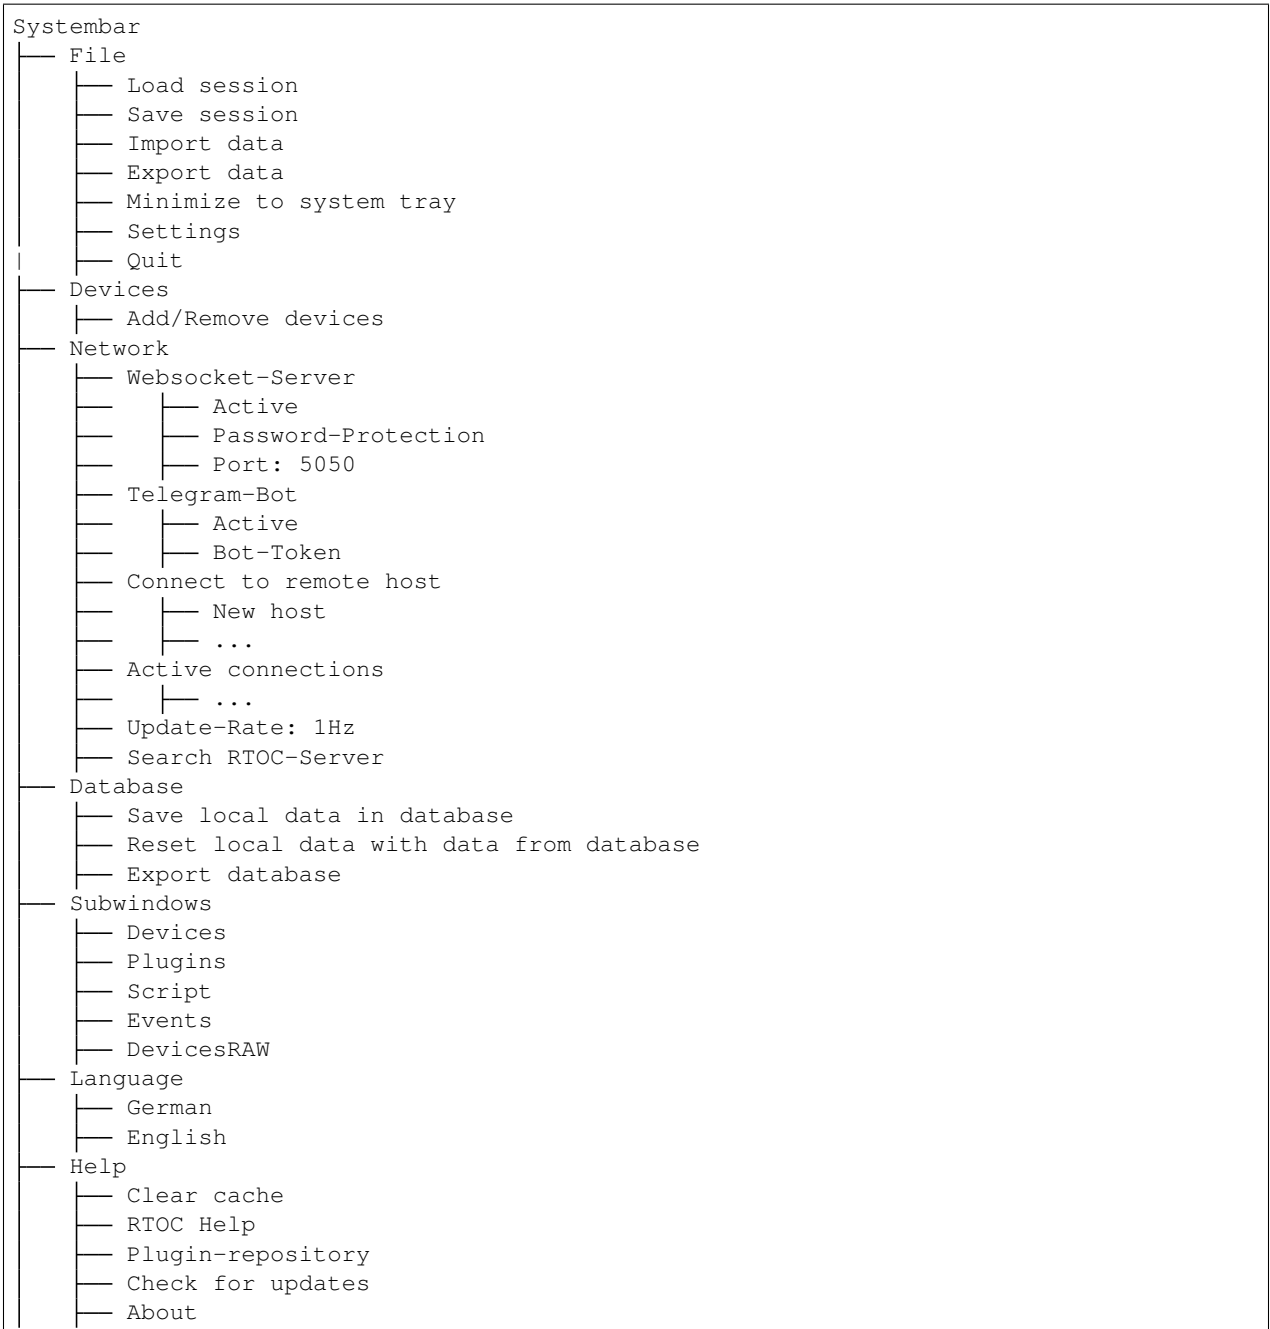 Systembar
├── File
│   ├── Load session
│   ├── Save session
│   ├── Import data
│   ├── Export data
│   ├── Minimize to system tray
│   ├── Settings
|   ├── Quit
├── Devices
│   ├── Add/Remove devices
├── Network
│   ├── Websocket-Server
│   ├──   ├── Active
│   ├──   ├── Password-Protection
│   ├──   ├── Port: 5050
│   ├── Telegram-Bot
│   ├──   ├── Active
│   ├──   ├── Bot-Token
│   ├── Connect to remote host
│   ├──   ├── New host
│   ├──   ├── ...
│   ├── Active connections
│   ├──   ├── ...
│   ├── Update-Rate: 1Hz
│   ├── Search RTOC-Server
├── Database
│   ├── Save local data in database
│   ├── Reset local data with data from database
│   ├── Export database
├── Subwindows
│   ├── Devices
│   ├── Plugins
│   ├── Script
│   ├── Events
│   ├── DevicesRAW
├── Language
│   ├── German
│   ├── English
├── Help
│   ├── Clear cache
│   ├── RTOC Help
│   ├── Plugin-repository
│   ├── Check for updates
│   ├── About